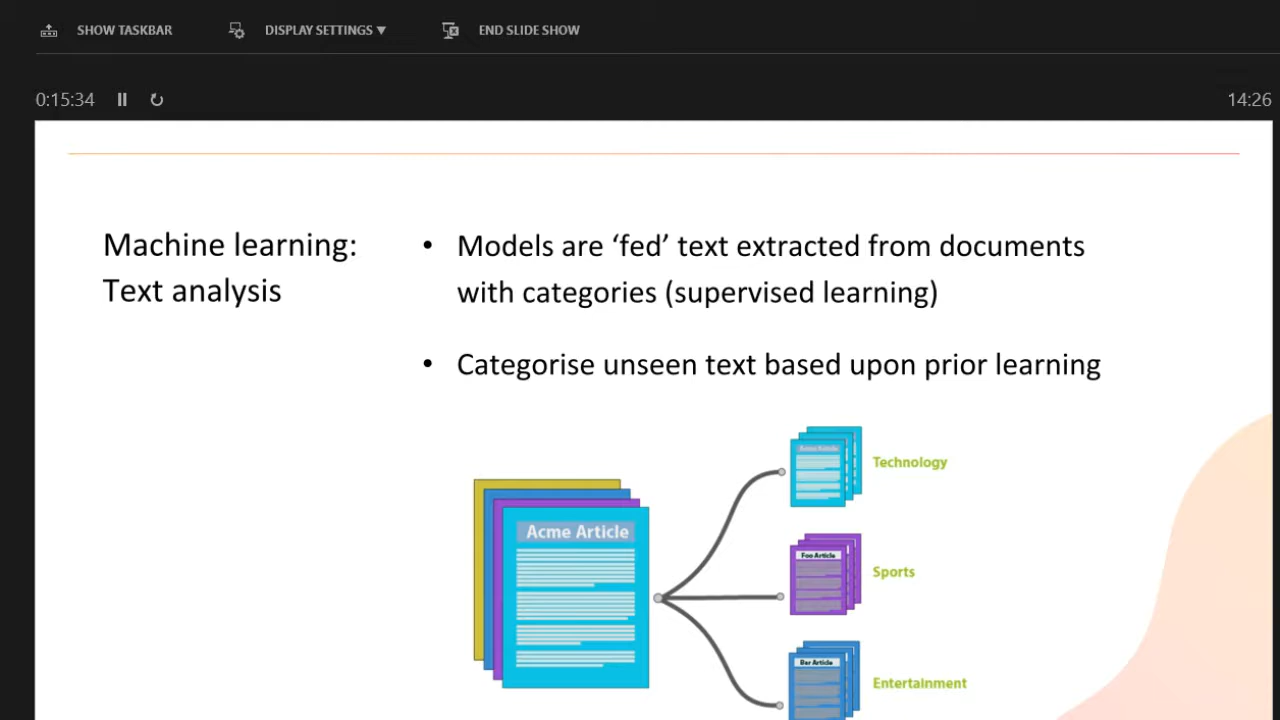 SHOW TASKBAR
DISPLAY SETTINGS ▼
END SLIDE SHOW
0:15:34
14:26
Machine learning:
Text analysis
• Models are ‘fed’ text extracted from documents
with categories (supervised learning)
• Categorise unseen text based upon prior learning
Acme Article
Acme Article
Technology
Foo Article
Sports
Bar Article
Entertainment